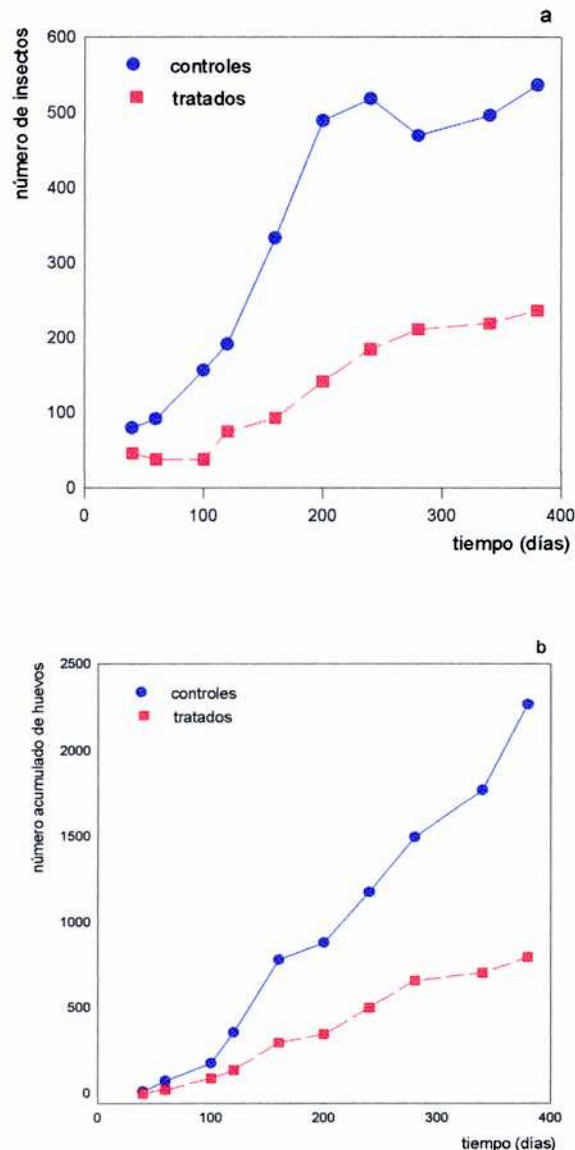 a
600
500
400
300
200
100
0
número de insectos
controles
tratados
0 100 200 300 400
tiempo (días)
b
2500
2000
1500
1000
500
0
número acumulado de huevos
controles
tratados
0 100 200 300 400
tiempo (días)